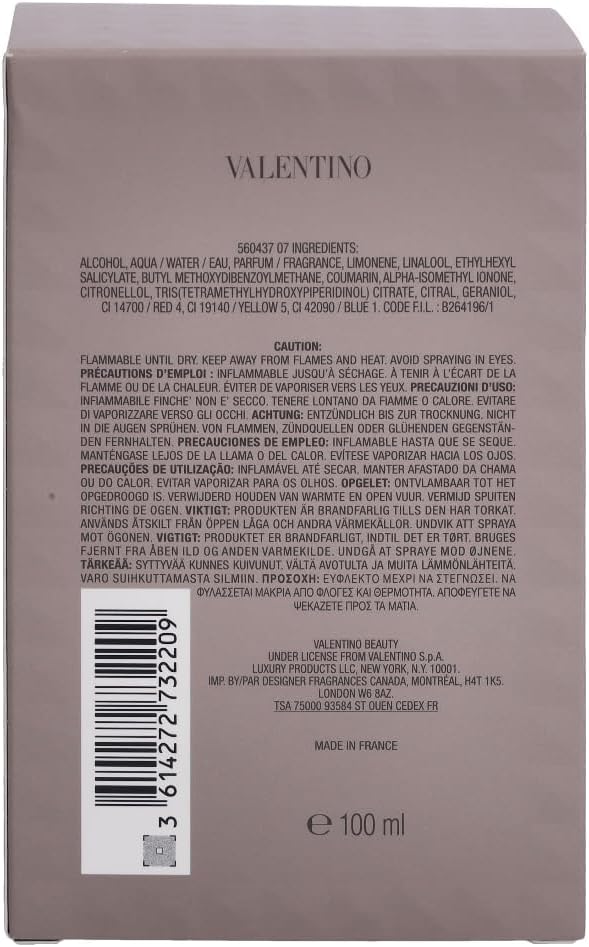 VALENTINO
560437 07 INGREDIENTS:
ALCOHOL, AQUA / WATER / EAU, PARFUM / FRAGRANCE, LIMONENE, LINALOOL, ETHYLHEXYL
SALICYLATE, BUTYL METHOXYDIBENZOYLMETHANE, COUMARIN, ALPHA-ISOMETHYL IONONE,
CITRONELLOL, TRIS(TETRAMETHYLHYDROXYPIPERIDINOL) CITRATE, CITRAL, GERANIOL,
CI 14700 / RED 4, CI 19140 / YELLOW 5, CI 42090 / BLUE 1. CODE F.I.L. : B264196/1
CAUTION:
FLAMMABLE UNTIL DRY. KEEP AWAY FROM FLAMES AND HEAT. AVOID SPRAYING IN EYES.
PRÉCAUTIONS D'EMPLOI : INFLAMMABLE JUSQU'À SÉCHAGE. À TENIR À L'ÉCART DE LA
FLAMME OU DE LA CHALEUR. ÉVITER DE VAPORISER VERS LES YEUX. PRECAUZIONI D'USO:
INFIAMMABILE FINCHE' NON E' SECCO. TENERE LONTANO DA FIAMME O CALORE. EVITARE
DI VAPORIZZARE VERSO GLI OCCHI. ACHTUNG: ENTZÜNDLICH BIS ZUR TROCKNUNG. NICHT
IN DIE AUGEN SPRÜHEN. VON FLAMMEN, ZÜNDQUELLEN ODER GLÜHENDEN GEGENSTÄN-
DEN FERNHALTEN. PRECAUCIONES DE EMPLEO: INFLAMABLE HASTA QUE SE SEQUE.
MANTÉNGASE LEJOS DE LA LLAMA O DEL CALOR. EVÍTESE VAPORIZAR HACIA LOS OJOS.
PRECAUÇÕES DE UTILIZAÇÃO: INFLAMÁVEL ATÉ SECAR. MANTER AFASTADO DA CHAMA
OU DO CALOR. EVITAR VAPORIZAR PARA OS OLHOS. OPGELET: ONTVLAMBAAR TOT HET
OPGEDROOGD IS. VERWIJDERD HOUDEN VAN WARMTE EN OPEN VUUR. VERMIJD SPUITEN
RICHTING DE OGEN. VIKTIGT: PRODUKTEN ÄR BRANDFARLIG TILLS DEN HAR TORKAT.
ANVÄNDS ÅTSKILT FRÅN ÖPPEN LÅGA OCH ANDRA VÄRMEKÄLLOR. UNDVIK ATT SPRAYA
MOT ÖGONEN. VIGTIGT: PRODUKTET ER BRANDFARLIGT, INDTIL DET ER TØRT. BRUGES
FJERNT FRA ÅBEN ILD OG ANDEN VARMEKILDE. UNDGÅ AT SPRAYE MOD ØJNENE.
TÄRKEÄÄ: SYTTYVÄÄ KUNNES KUIVUNUT. VÄLTÄ AVOTULTA JA MUITA LÄMMÖNLÄHTEITÄ.
VARO SUIHKUTTAMASTA SILMIIN. ΠΡΟΣΟΧΗ: ΕΥΦΛΕΚΤΟ ΜΕΧΡΙ ΝΑ ΣΤΕΓΝΩΣΕΙ. ΝΑ
ΦΥΛΑΣΣΕΤΑΙ ΜΑΚΡΙΑ ΑΠΟ ΦΛΟΓΕΣ ΚΑΙ ΘΕΡΜΟΤΗΤΑ. ΑΠΟΦΕΥΓΕΤΕ ΝΑ
ΨΕΚΑΖΕΤΕ ΠΡΟΣ ΤΑ ΜΑΤΙΑ.
VALENTINO BEAUTY
UNDER LICENSE FROM VALENTINO S.p.A.
LUXURY PRODUCTS LLC, NEW YORK, N.Y. 10001.
IMP. BY/PAR DESIGNER FRAGRANCES CANADA, MONTRÉAL, H4T 1K5.
LONDON W6 8AZ.
TSA 75000 93584 ST OUEN CEDEX FR
MADE IN FRANCE
℮ 100 ml
3 614272 732209